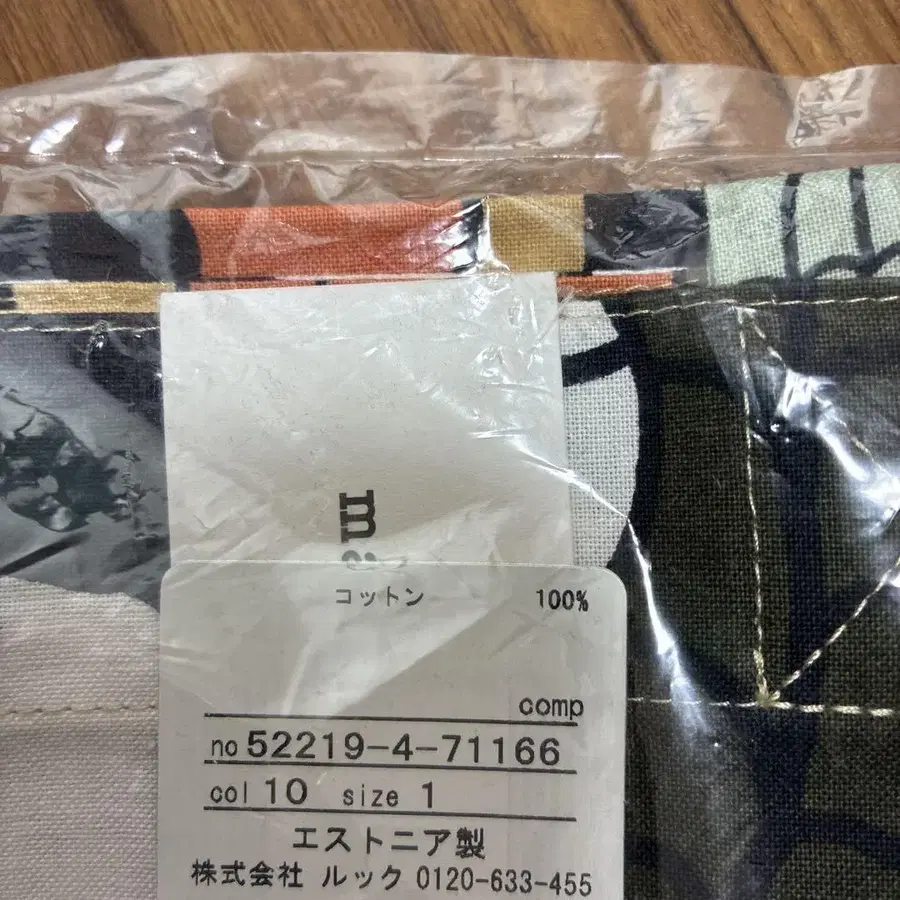 m
コットン 100%
comp
no 52219-4-71166
col 10 size 1
エストニア製
株式会社 ルック 0120-633-455